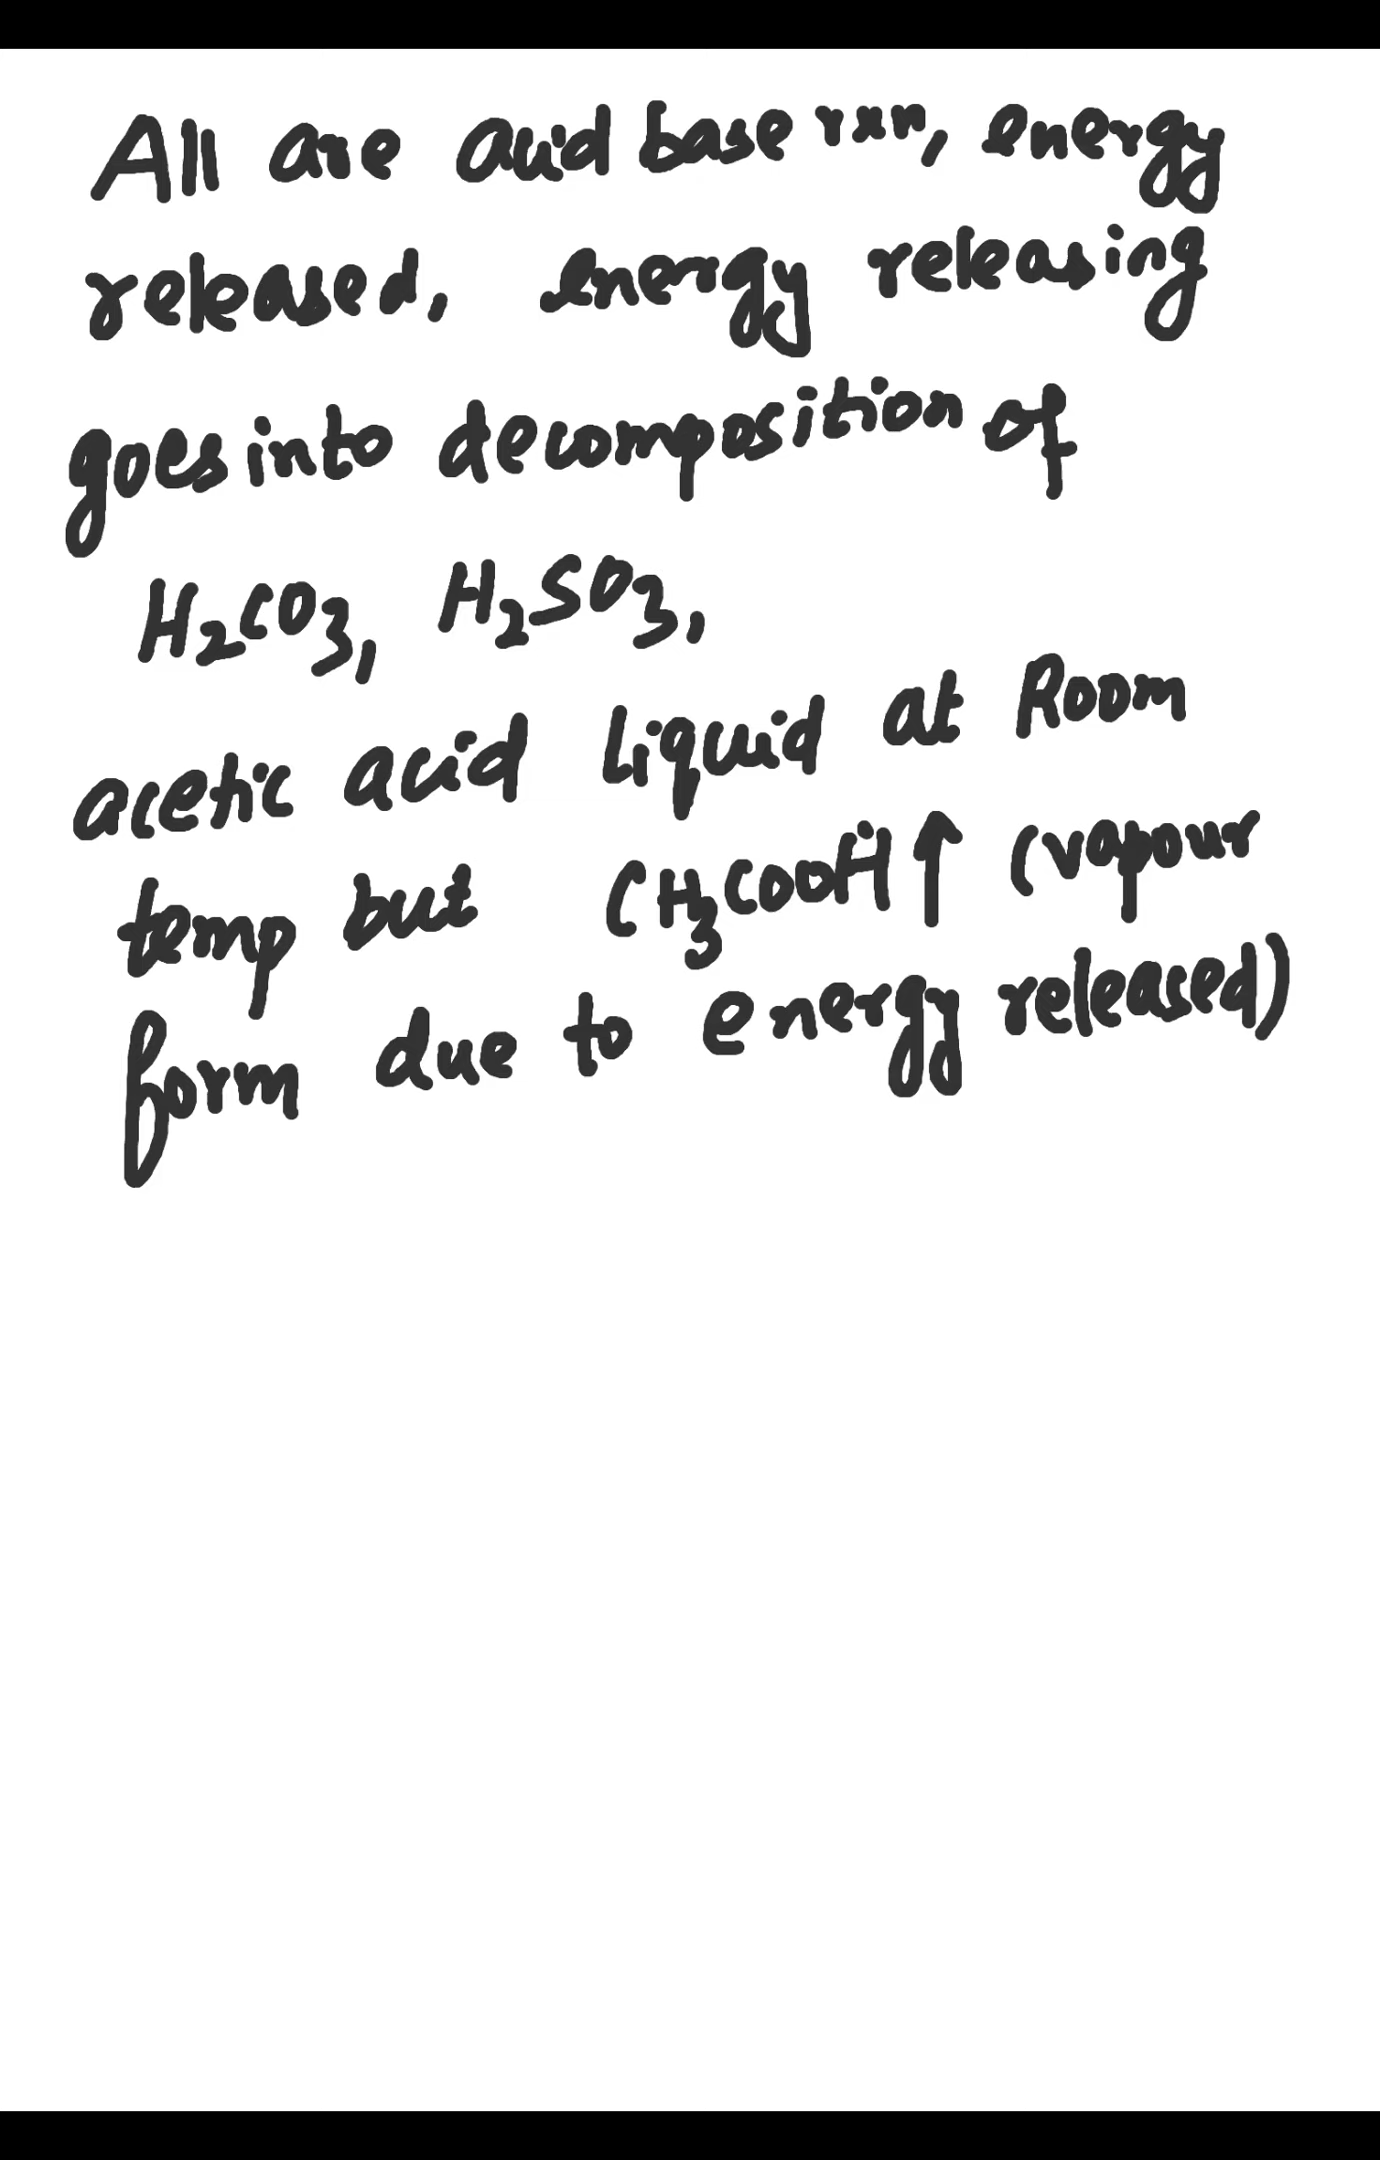 All are acid base rxn, energy
released, energy releasing
goes into decomposition of
H₂CO₃, H₂SO₃,
acetic acid liquid at Room
temp but CH₃COOH↑ (vapour
form due to energy released)